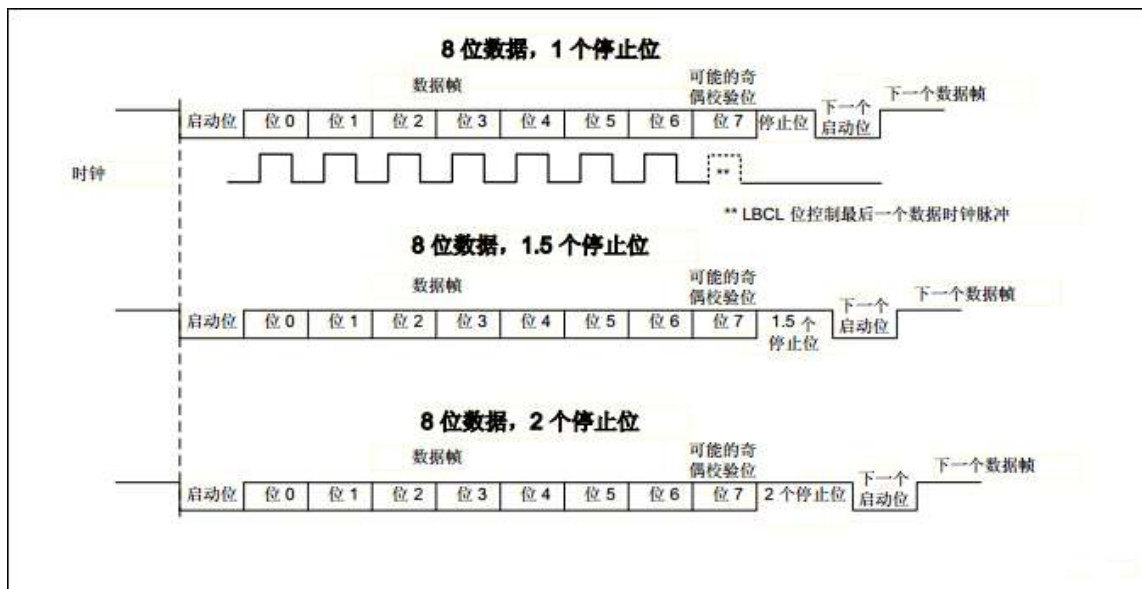 8 位数据，1 个停止位
数据帧
可能的奇
偶校验位
下一个数据帧
启动位 位 0 位 1 位 2 位 3 位 4 位 5 位 6 位 7 停止位
下一个
启动位
时钟
**
** LBCL 位控制最后一个数据时钟脉冲
8 位数据，1.5 个停止位
数据帧
可能的奇
偶校验位
下一个数据帧
启动位 位 0 位 1 位 2 位 3 位 4 位 5 位 6 位 7
1.5 个
停止位
下一个
启动位
8 位数据，2 个停止位
数据帧
可能的奇
偶校验位
下一个数据帧
启动位 位 0 位 1 位 2 位 3 位 4 位 5 位 6 位 7 2 个停止位
下一个
启动位